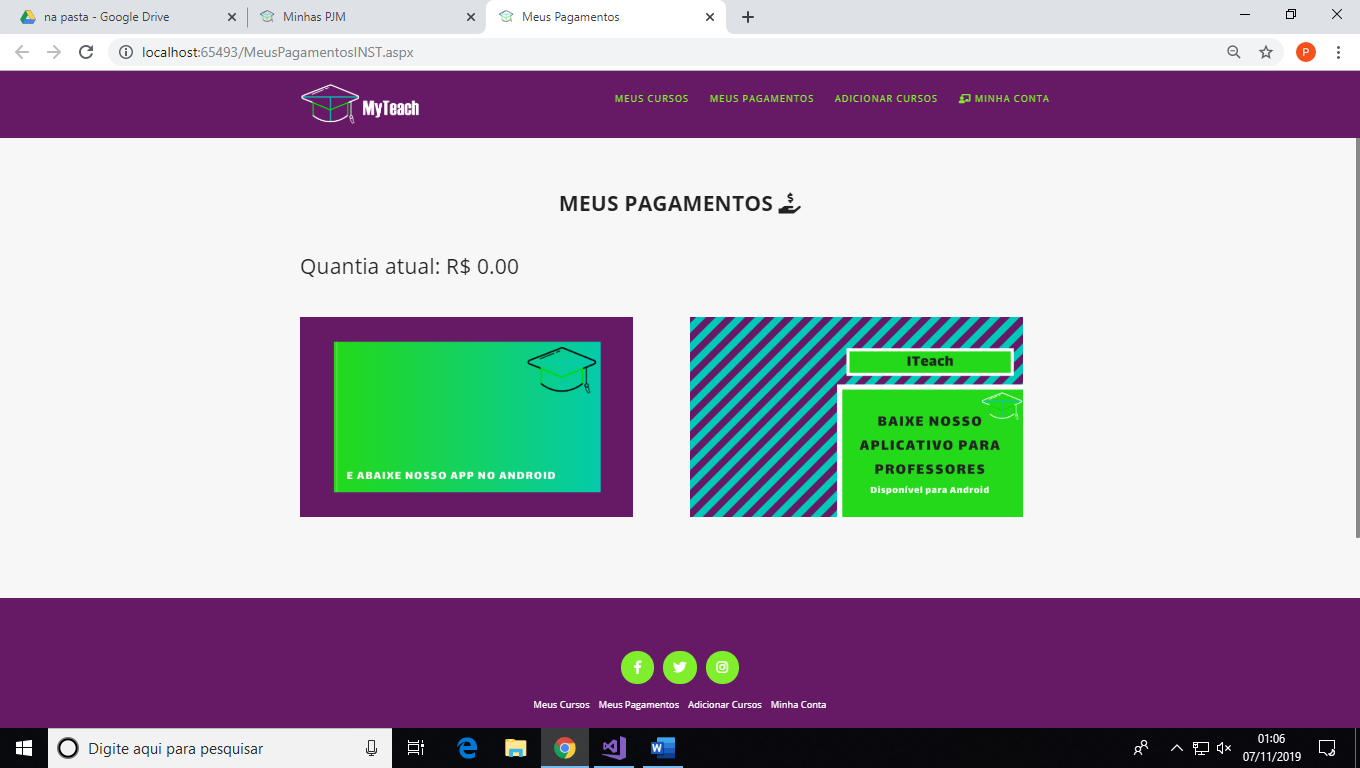 na pasta - Google Drive
Minhas PJM
Meus Pagamentos
localhost:65493/MeusPagamentosINST.aspx
P
MyTeach
MEUS CURSOS
MEUS PAGAMENTOS
ADICIONAR CURSOS
MINHA CONTA
MEUS PAGAMENTOS
Quantia atual: R$ 0.00
E ABAIXE NOSSO APP NO ANDROID
ITeach
BAIXE NOSSO
APLICATIVO PARA
PROFESSORES
Disponível para Android
Meus Cursos Meus Pagamentos Adicionar Cursos Minha Conta
Digite aqui para pesquisar
01:06
07/11/2019